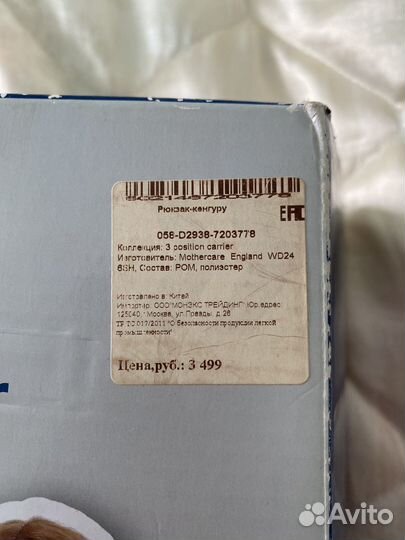 Рюкзак-кенгуру
EAC
058-D2938-7203778
Коллекция: 3 position carrier
Изготовитель: Mothercare England WD24
6SH, Состав: POM, полиэстер
Изготовлено в: Китай
Импортер: ООО"МОНЭКС ТРЕЙДИНГ",Юр.адрес:
125040, г Москва, ул.Правды, д.26
ТР ТС 017/2011 "О безопасности продукции легкой
промышленности"
Цена,руб.: 3 499
Avito